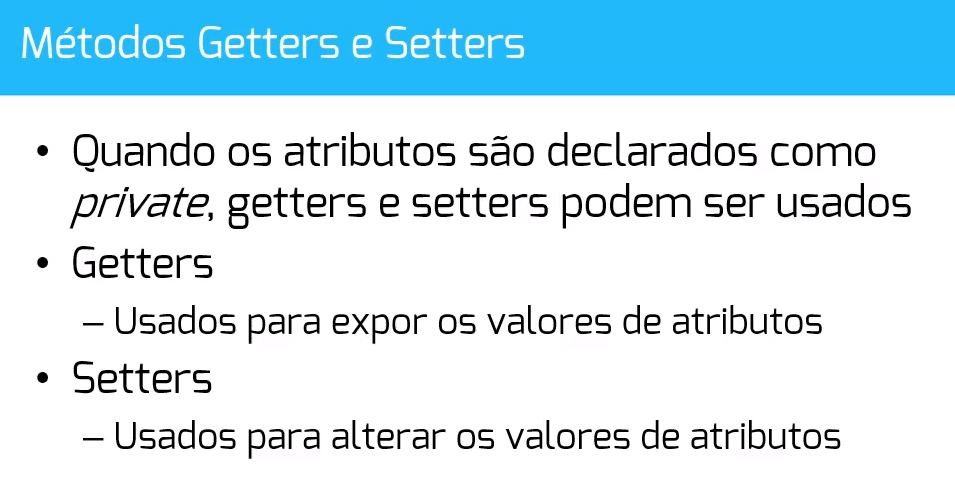 Métodos Getters e Setters
• Quando os atributos são declarados como
private, getters e setters podem ser usados
• Getters
– Usados para expor os valores de atributos
• Setters
– Usados para alterar os valores de atributos